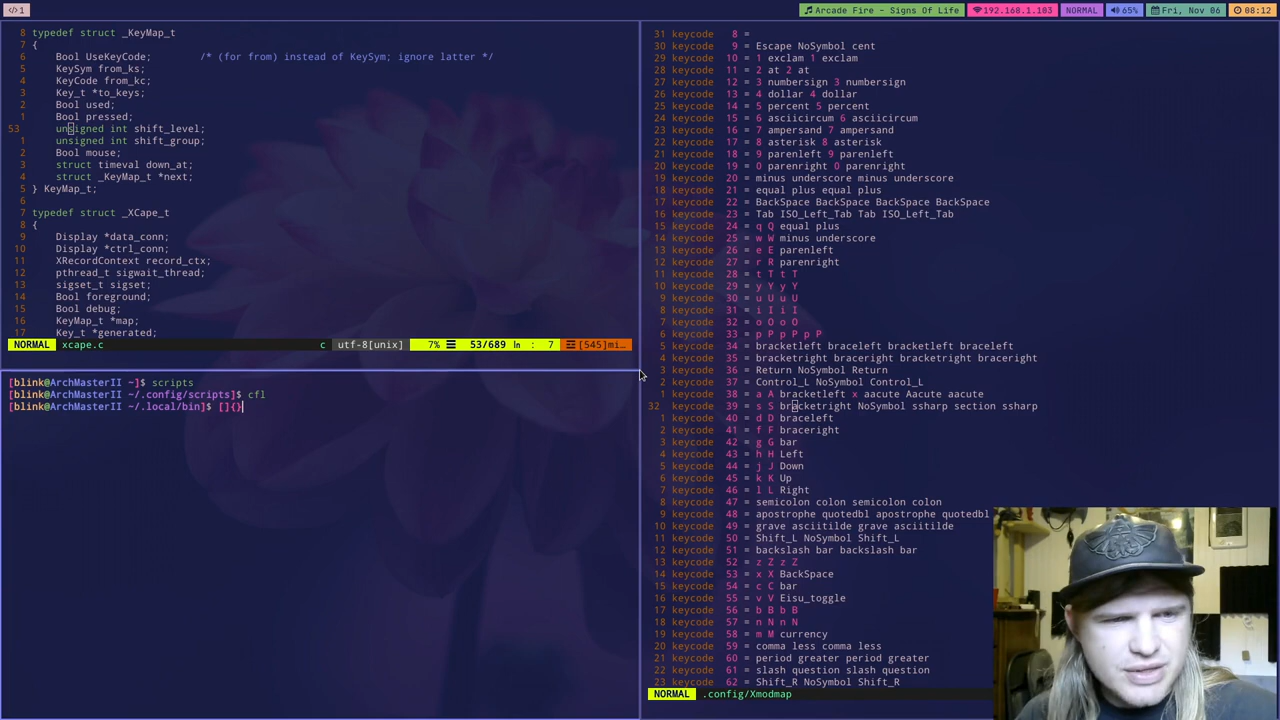 1
Arcade Fire – Signs Of Life
192.168.1.103
NORMAL
65%
Fri, Nov 06
08:12
8 typedef struct _KeyMap_t
7 {
6 Bool UseKeyCode; /* (for from) instead of KeySym; ignore latter */
5 KeySym from_ks;
4 KeyCode from_kc;
3 Key_t *to_keys;
2 Bool used;
1 Bool pressed;
53 unsigned int shift_level;
1 unsigned int shift_group;
2 Bool mouse;
3 struct timeval down_at;
4 struct _KeyMap_t *next;
5 } KeyMap_t;
6
7 typedef struct _XCape_t
8 {
9 Display *data_conn;
10 Display *ctrl_conn;
11 XRecordContext record_ctx;
12 pthread_t sigwait_thread;
13 sigset_t sigset;
14 Bool foreground;
15 Bool debug;
16 KeyMap_t *map;
17 Key_t *generated;
NORMAL xcape.c c utf-8[unix] 7% 53/689 ln : 7 [545]mi…
[blink@ArchMasterII ~]$ scripts
[blink@ArchMasterII ~/.config/scripts]$ cfl
[blink@ArchMasterII ~/.local/bin]$ []{}
31 keycode 8 =
30 keycode 9 = Escape NoSymbol cent
29 keycode 10 = 1 exclam 1 exclam
28 keycode 11 = 2 at 2 at
27 keycode 12 = 3 numbersign 3 numbersign
26 keycode 13 = 4 dollar 4 dollar
25 keycode 14 = 5 percent 5 percent
24 keycode 15 = 6 asciicircum 6 asciicircum
23 keycode 16 = 7 ampersand 7 ampersand
22 keycode 17 = 8 asterisk 8 asterisk
21 keycode 18 = 9 parenleft 9 parenleft
20 keycode 19 = 0 parenright 0 parenright
19 keycode 20 = minus underscore minus underscore
18 keycode 21 = equal plus equal plus
17 keycode 22 = BackSpace BackSpace BackSpace BackSpace
16 keycode 23 = Tab ISO_Left_Tab Tab ISO_Left_Tab
15 keycode 24 = q Q equal plus
14 keycode 25 = w W minus underscore
13 keycode 26 = e E parenleft
12 keycode 27 = r R parenright
11 keycode 28 = t T t T
10 keycode 29 = y Y y Y
9 keycode 30 = u U u U
8 keycode 31 = i I i I
7 keycode 32 = o O o O
6 keycode 33 = p P p P p P
5 keycode 34 = bracketleft braceleft bracketleft braceleft
4 keycode 35 = bracketright braceright bracketright braceright
3 keycode 36 = Return NoSymbol Return
2 keycode 37 = Control_L NoSymbol Control_L
1 keycode 38 = a A bracketleft x aacute Aacute aacute
32 keycode 39 = s S bracketright NoSymbol ssharp section ssharp
1 keycode 40 = d D braceleft
2 keycode 41 = f F braceright
3 keycode 42 = g G bar
4 keycode 43 = h H Left
5 keycode 44 = j J Down
6 keycode 45 = k K Up
7 keycode 46 = l L Right
8 keycode 47 = semicolon colon semicolon colon
9 keycode 48 = apostrophe quotedbl apostrophe quotedbl
10 keycode 49 = grave asciitilde grave asciitilde
11 keycode 50 = Shift_L NoSymbol Shift_L
12 keycode 51 = backslash bar backslash bar
13 keycode 52 = z Z z Z
14 keycode 53 = x X BackSpace
15 keycode 54 = c C bar
16 keycode 55 = v V Eisu_toggle
17 keycode 56 = b B b B
18 keycode 57 = n N n N
19 keycode 58 = m M currency
20 keycode 59 = comma less comma less
21 keycode 60 = period greater period greater
22 keycode 61 = slash question slash question
23 keycode 62 = Shift_R NoSymbol Shift_R
NORMAL .config/Xmodmap